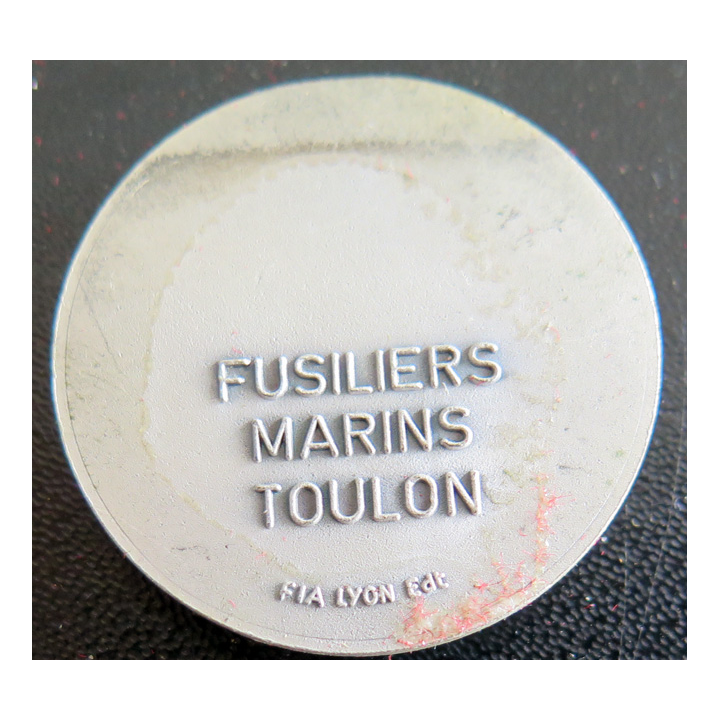 FUSILIERS
MARINS
TOULON
FIA LYON Edt